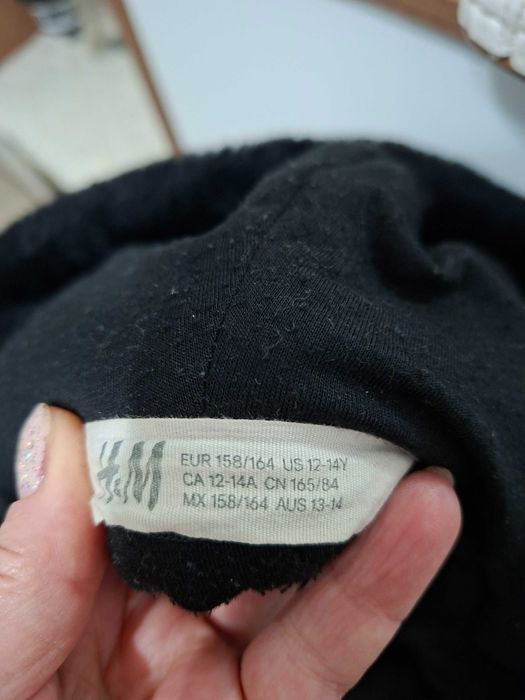 H&M
EUR 158/164 US 12-14Y
CA 12-14A CN 165/84
MX 158/164 AUS 13-14